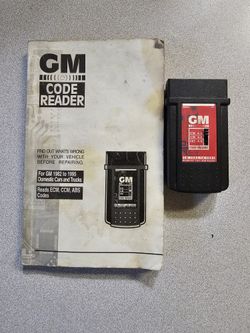 GM
CODE
READER
FIND OUT WHAT'S WRONG
WITH YOUR VEHICLE
BEFORE REPAIRING.
For GM 1982 to 1995
Domestic Cars and Trucks
Reads ECM, CCM, ABS
Codes
GM
GM